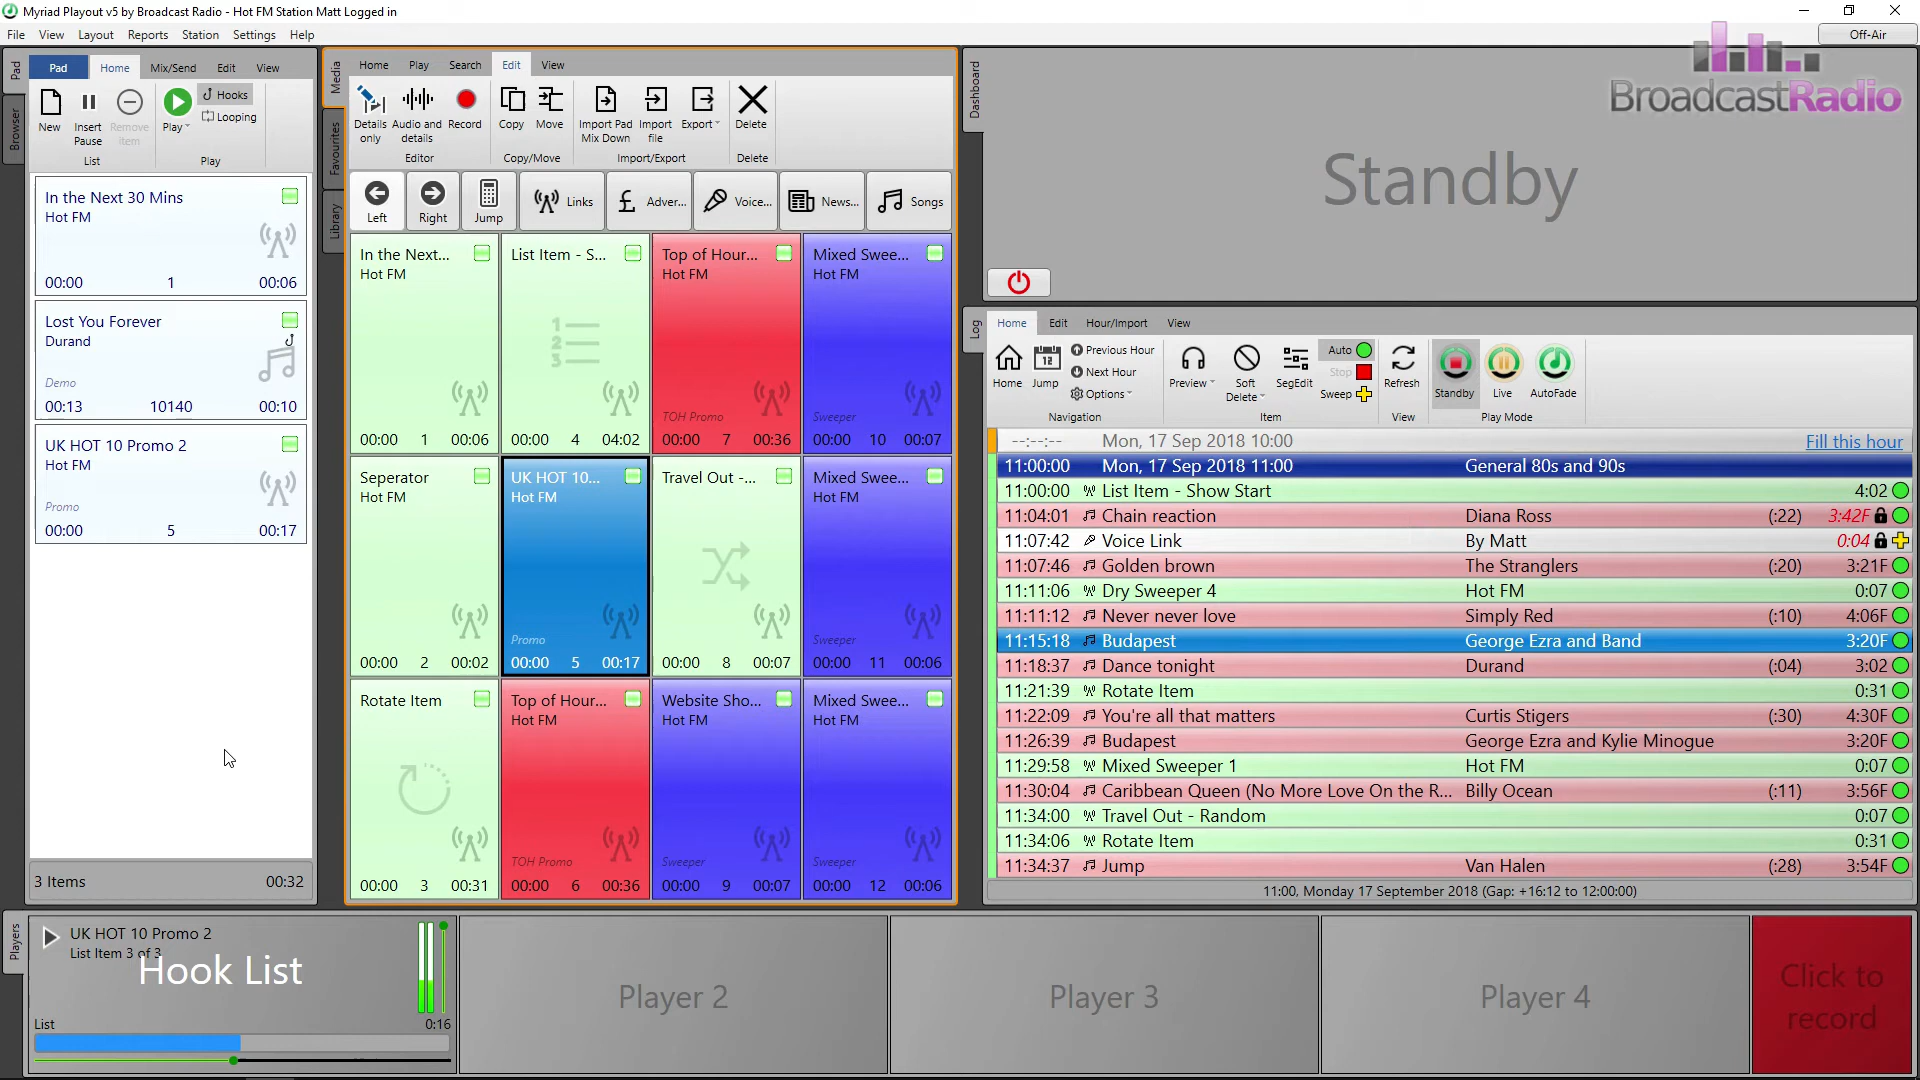 Myriad Playout v5 by Broadcast Radio - Hot FM Station Matt Logged in
File View Layout Reports Station Settings Help
Off-Air
Pad
Browser
Pad Home Mix/Send Edit View
New
Insert Pause
Remove item
Play
Hooks
Looping
List
Play
In the Next 30 Mins
Hot FM
00:00 1 00:06
Lost You Forever
Durand
Demo
00:13 10140 00:10
UK HOT 10 Promo 2
Hot FM
Promo
00:00 5 00:17
3 Items 00:32
Media
Favourites
Library
Home Play Search Edit View
Details only
Audio and details
Record
Copy
Move
Import Pad Mix Down
Import file
Export
Delete
Editor
Copy/Move
Import/Export
Delete
Left
Right
Jump
Links
Adver...
Voice...
News...
Songs
In the Next...
Hot FM
00:00 1 00:06
List Item - S...
00:00 4 04:02
Top of Hour...
Hot FM
TOH Promo
00:00 7 00:36
Mixed Swee...
Hot FM
Sweeper
00:00 10 00:07
Seperator
Hot FM
00:00 2 00:02
UK HOT 10...
Hot FM
Promo
00:00 5 00:17
Travel Out -...
00:00 8 00:07
Mixed Swee...
Hot FM
Sweeper
00:00 11 00:06
Rotate Item
00:00 3 00:31
Top of Hour...
Hot FM
TOH Promo
00:00 6 00:36
Website Sho...
Hot FM
Sweeper
00:00 9 00:07
Mixed Swee...
Hot FM
Sweeper
00:00 12 00:06
Dashboard
BroadcastRadio
Standby
Log
Home Edit Hour/Import View
Home
Jump
Previous Hour
Next Hour
Options
Preview
Soft Delete
SegEdit
Auto
Stop
Sweep
Refresh
Standby
Live
AutoFade
Navigation
Item
View
Play Mode
--:--:-- Mon, 17 Sep 2018 10:00 Fill this hour
11:00:00 Mon, 17 Sep 2018 11:00 General 80s and 90s
11:00:00 List Item - Show Start 4:02
11:04:01 Chain reaction Diana Ross (:22) 3:42F
11:07:42 Voice Link By Matt 0:04
11:07:46 Golden brown The Stranglers (:20) 3:21F
11:11:06 Dry Sweeper 4 Hot FM 0:07
11:11:12 Never never love Simply Red (:10) 4:06F
11:15:18 Budapest George Ezra and Band 3:20F
11:18:37 Dance tonight Durand (:04) 3:02
11:21:39 Rotate Item 0:31
11:22:09 You're all that matters Curtis Stigers (:30) 4:30F
11:26:39 Budapest George Ezra and Kylie Minogue 3:20F
11:29:58 Mixed Sweeper 1 Hot FM 0:07
11:30:04 Caribbean Queen (No More Love On the R... Billy Ocean (:11) 3:56F
11:34:00 Travel Out - Random 0:07
11:34:06 Rotate Item 0:31
11:34:37 Jump Van Halen (:28) 3:54F
11:00, Monday 17 September 2018 (Gap: +16:12 to 12:00:00)
Players
UK HOT 10 Promo 2
List Item 3 of 3
Hook List
List 0:16
Player 2
Player 3
Player 4
Click to
record